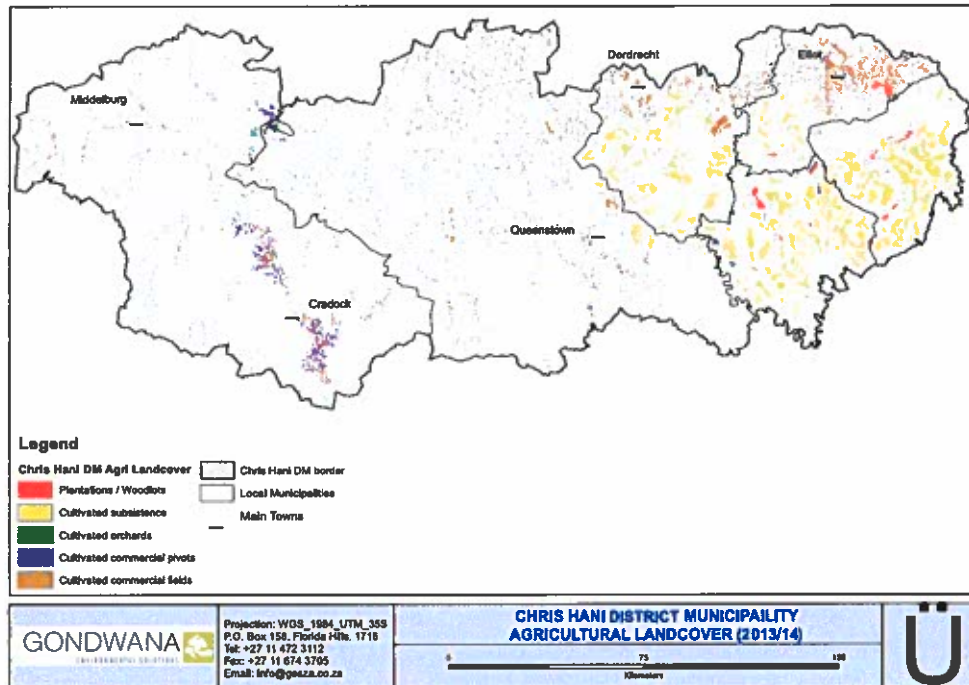 Dordrecht
Elliot
Middelburg
Queenstown
Cradock
Legend
Chris Hani DM Agri Landcover
Plantations / Woodlots
Cultivated subsistence
Cultivated orchards
Cultivated commercial pivots
Cultivated commercial fields
Chris Hani DM border
Local Municipalities
Main Towns
GONDWANA
ENVIRONMENTAL SOLUTIONS
Projection: WGS_1984_UTM_35S
P.O. Box 158, Florida Hills, 1716
Tel: +27 11 472 3112
Fax: +27 11 674 3705
Email: info@gesza.co.za
CHRIS HANI DISTRICT MUNICIPAILITY
AGRICULTURAL LANDCOVER (2013/14)
0 75 150
Kilometers
Ü